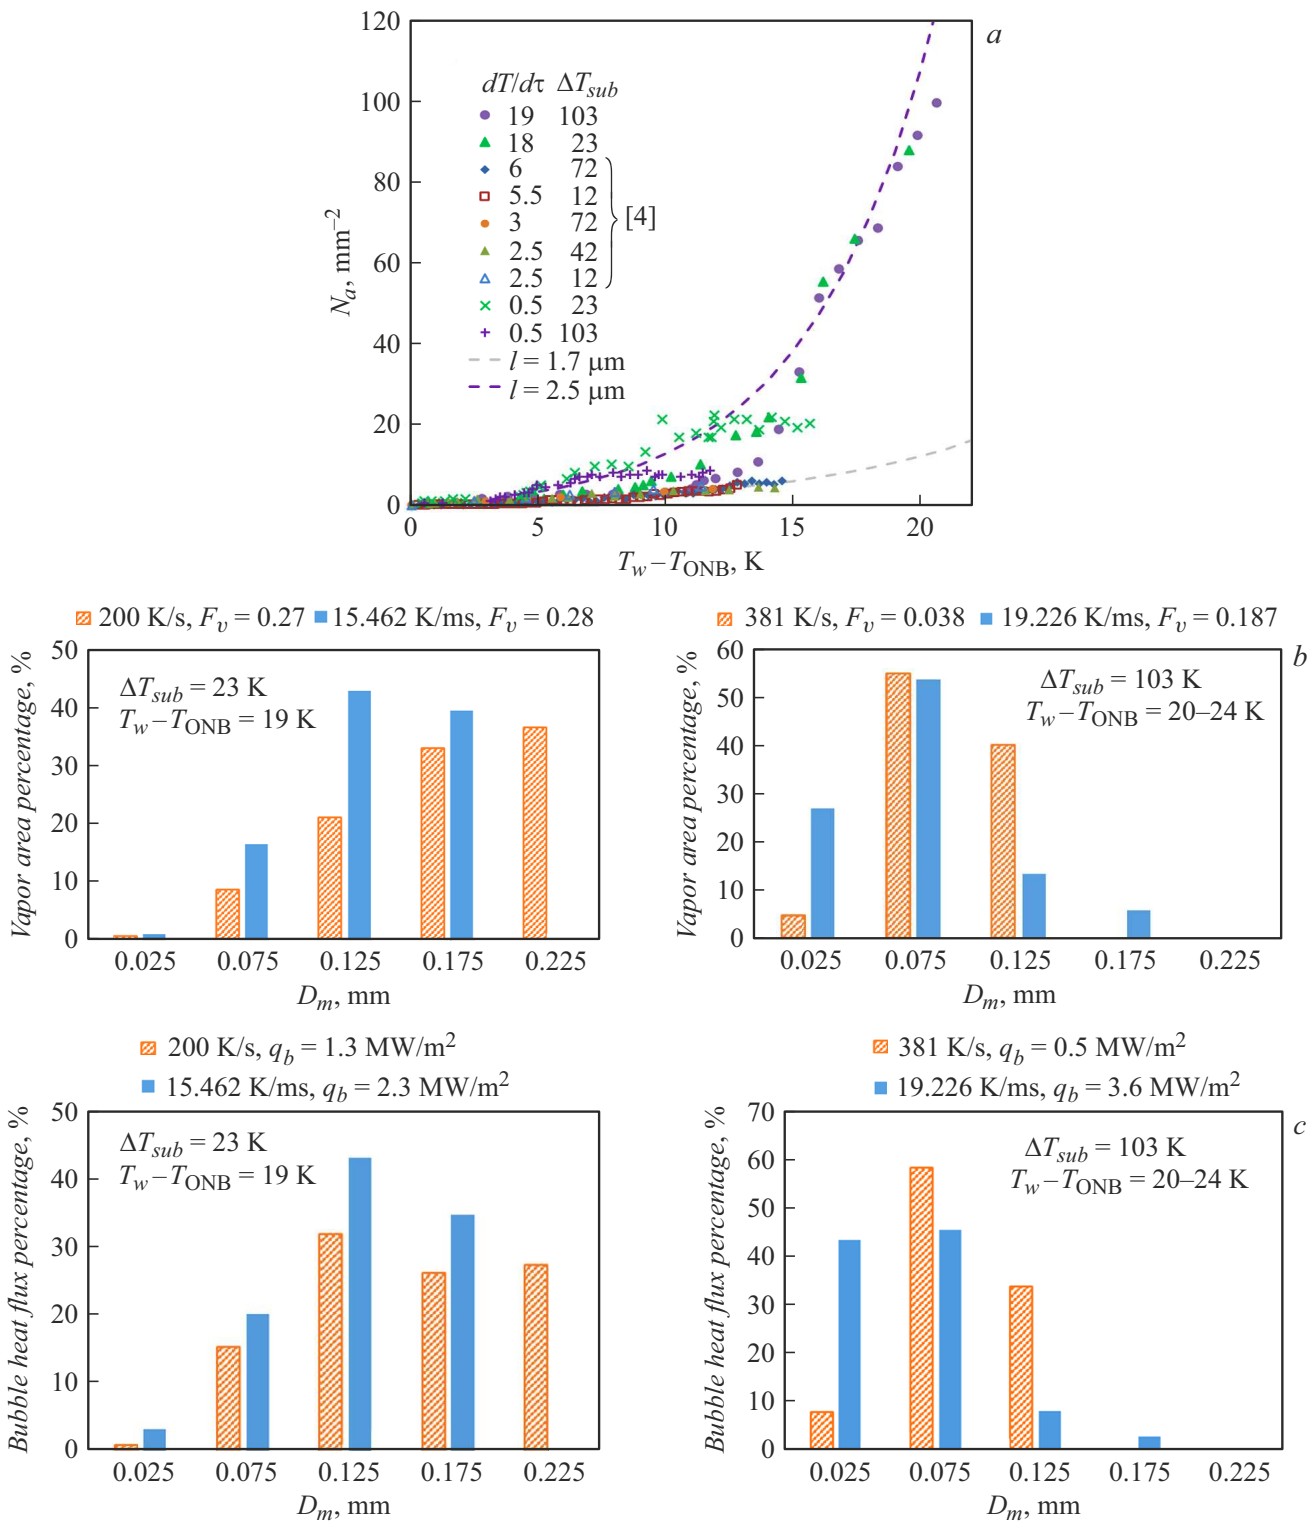 120
100
80
60
40
20
0
N_a, mm⁻²
a
dT/dτ ΔT_sub
19 103
18 23
6 72
5.5 12
3 72
2.5 42
2.5 12
[4]
0.5 23
0.5 103
l = 1.7 μm
l = 2.5 μm
0 5 10 15 20
T_w – T_ONB, K
200 K/s, F_v = 0.27 15.462 K/ms, F_v = 0.28
50
40
30
20
10
0
Vapor area percentage, %
ΔT_sub = 23 K
T_w – T_ONB = 19 K
0.025 0.075 0.125 0.175 0.225
D_m, mm
381 K/s, F_v = 0.038 19.226 K/ms, F_v = 0.187
b
60
50
40
30
20
10
0
Vapor area percentage, %
ΔT_sub = 103 K
T_w – T_ONB = 20–24 K
0.025 0.075 0.125 0.175 0.225
D_m, mm
200 K/s, q_b = 1.3 MW/m²
15.462 K/ms, q_b = 2.3 MW/m²
50
40
30
20
10
0
Bubble heat flux percentage, %
ΔT_sub = 23 K
T_w – T_ONB = 19 K
0.025 0.075 0.125 0.175 0.225
D_m, mm
381 K/s, q_b = 0.5 MW/m²
19.226 K/ms, q_b = 3.6 MW/m²
c
70
60
50
40
30
20
10
0
Bubble heat flux percentage, %
ΔT_sub = 103 K
T_w – T_ONB = 20–24 K
0.025 0.075 0.125 0.175 0.225
D_m, mm